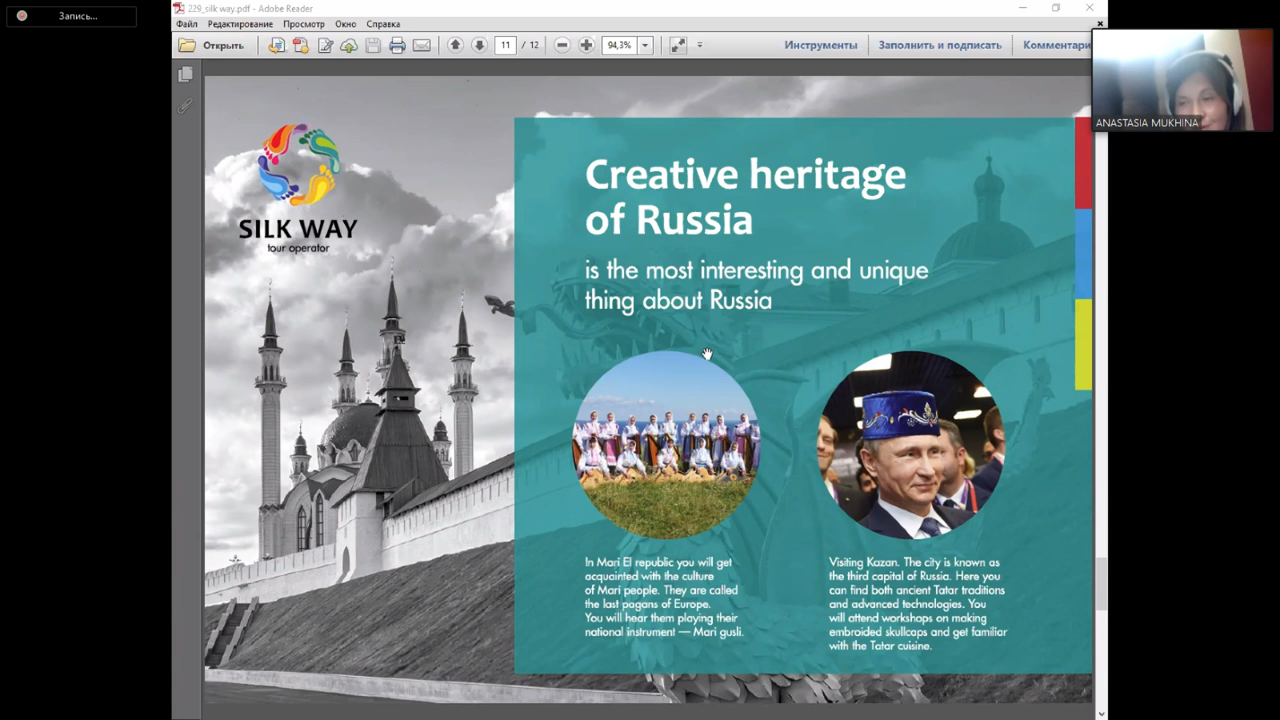 Запись...
229_silk way.pdf - Adobe Reader
Файл Редактирование Просмотр Окно Справка
Открыть 11 / 12 94,3% Инструменты Заполнить и подписать Комментари
ANASTASIA MUKHINA
SILK WAY
tour operator
Creative heritage
of Russia
is the most interesting and unique
thing about Russia
In Mari El republic you will get
acquainted with the culture
of Mari people. They are called
the last pagans of Europe.
You will hear them playing their
national instrument — Mari gusli.
Visiting Kazan. The city is known as
the third capital of Russia. Here you
can find both ancient Tatar traditions
and advanced technologies. You
will attend workshops on making
embroided skullcaps and get familiar
with the Tatar cuisine.